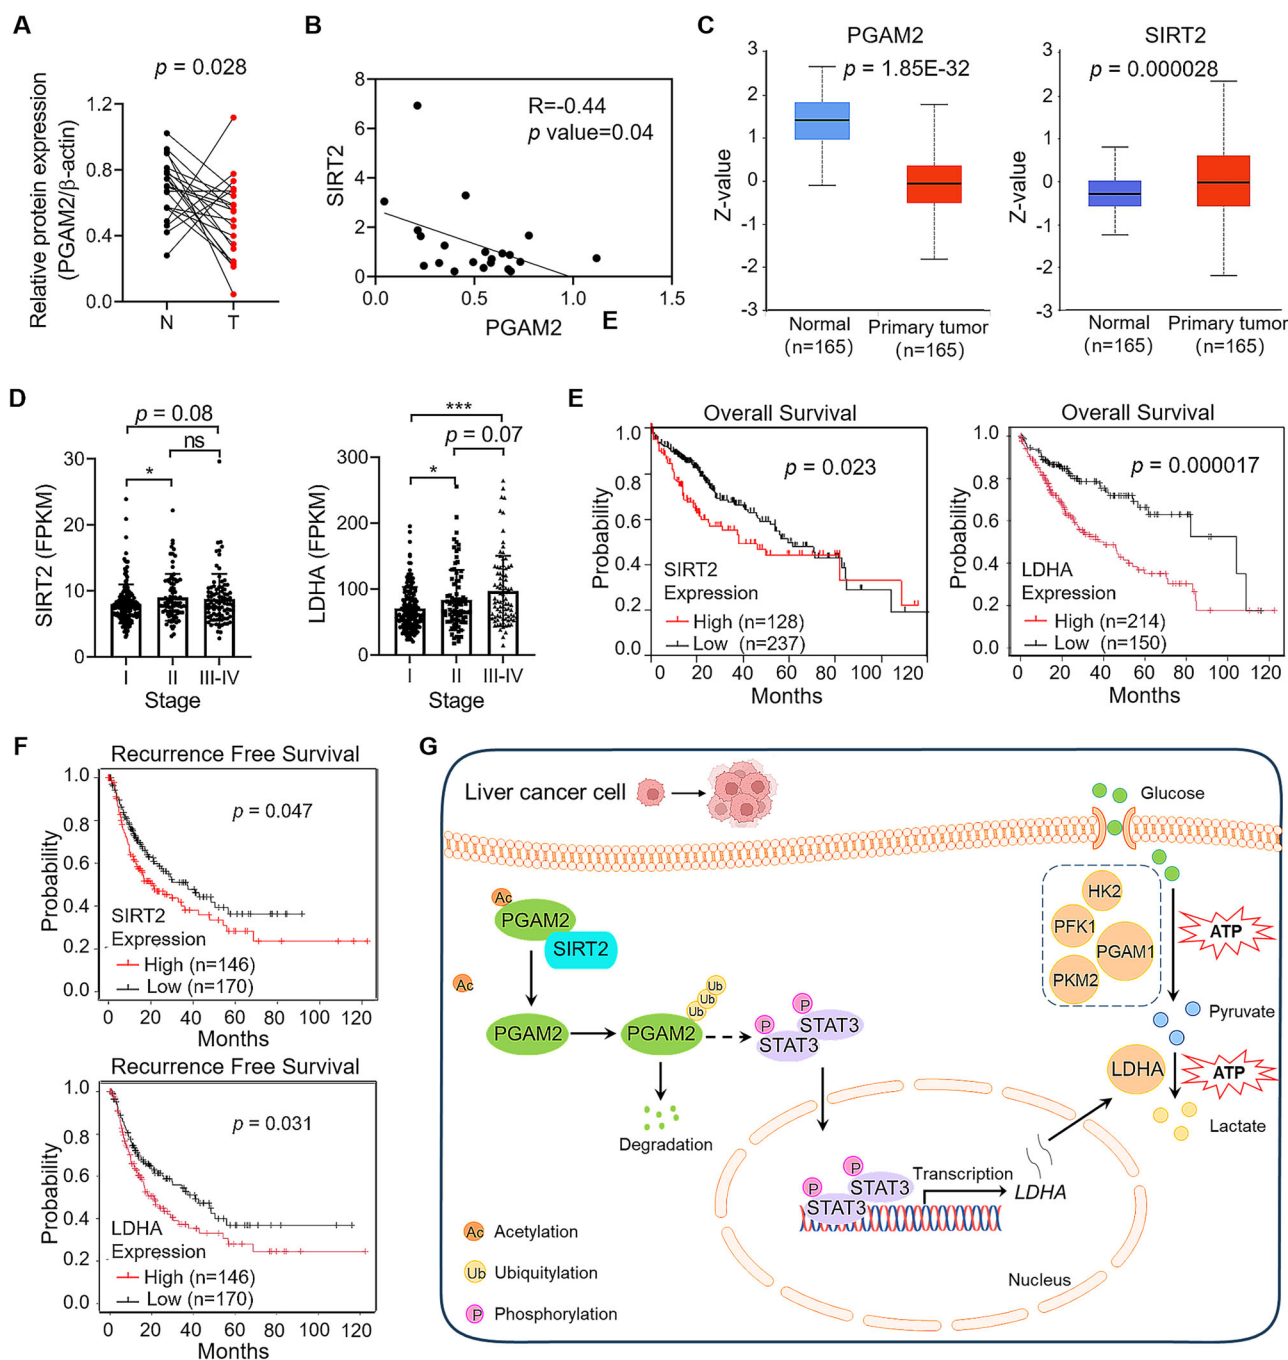 A
p = 0.028
Relative protein expression
(PGAM2/β-actin)
1.2
0.8
0.4
0.0
N T
B
SIRT2
8
6
4
2
0
R=-0.44
p value=0.04
0.0 0.5 1.0 1.5
PGAM2
E
C
PGAM2
p = 1.85E-32
Z-value
3
2
1
0
-1
-2
-3
Normal
(n=165)
Primary tumor
(n=165)
SIRT2
p = 0.000028
Z-value
3
2
1
0
-1
-2
-3
Normal
(n=165)
Primary tumor
(n=165)
D
p = 0.08
ns
*
SIRT2 (FPKM)
30
20
10
0
I II III-IV
Stage
***
p = 0.07
*
LDHA (FPKM)
300
200
100
0
I II III-IV
Stage
E
Overall Survival
p = 0.023
Probability
1.0
0.8
0.6
0.4
0.2
0.0
SIRT2
Expression
High (n=128)
Low (n=237)
0 20 40 60 80 100 120
Months
Overall Survival
p = 0.000017
Probability
1.0
0.8
0.6
0.4
0.2
0.0
LDHA
Expression
High (n=214)
Low (n=150)
0 20 40 60 80 100 120
Months
F
Recurrence Free Survival
p = 0.047
Probability
1.0
0.8
0.6
0.4
0.2
0.0
SIRT2
Expression
High (n=146)
Low (n=170)
0 20 40 60 80 100 120
Months
Recurrence Free Survival
p = 0.031
Probability
1.0
0.8
0.6
0.4
0.2
0.0
LDHA
Expression
High (n=146)
Low (n=170)
0 20 40 60 80 100 120
Months
G
Liver cancer cell
Glucose
Ac
PGAM2
SIRT2
Ac
PGAM2
PGAM2
Ub
Ub
Ub
P
STAT3
P
STAT3
Degradation
HK2
PFK1
PGAM1
PKM2
ATP
Pyruvate
LDHA
ATP
Lactate
P
STAT3
P
STAT3
Transcription
LDHA
Nucleus
Ac Acetylation
Ub Ubiquitylation
P Phosphorylation